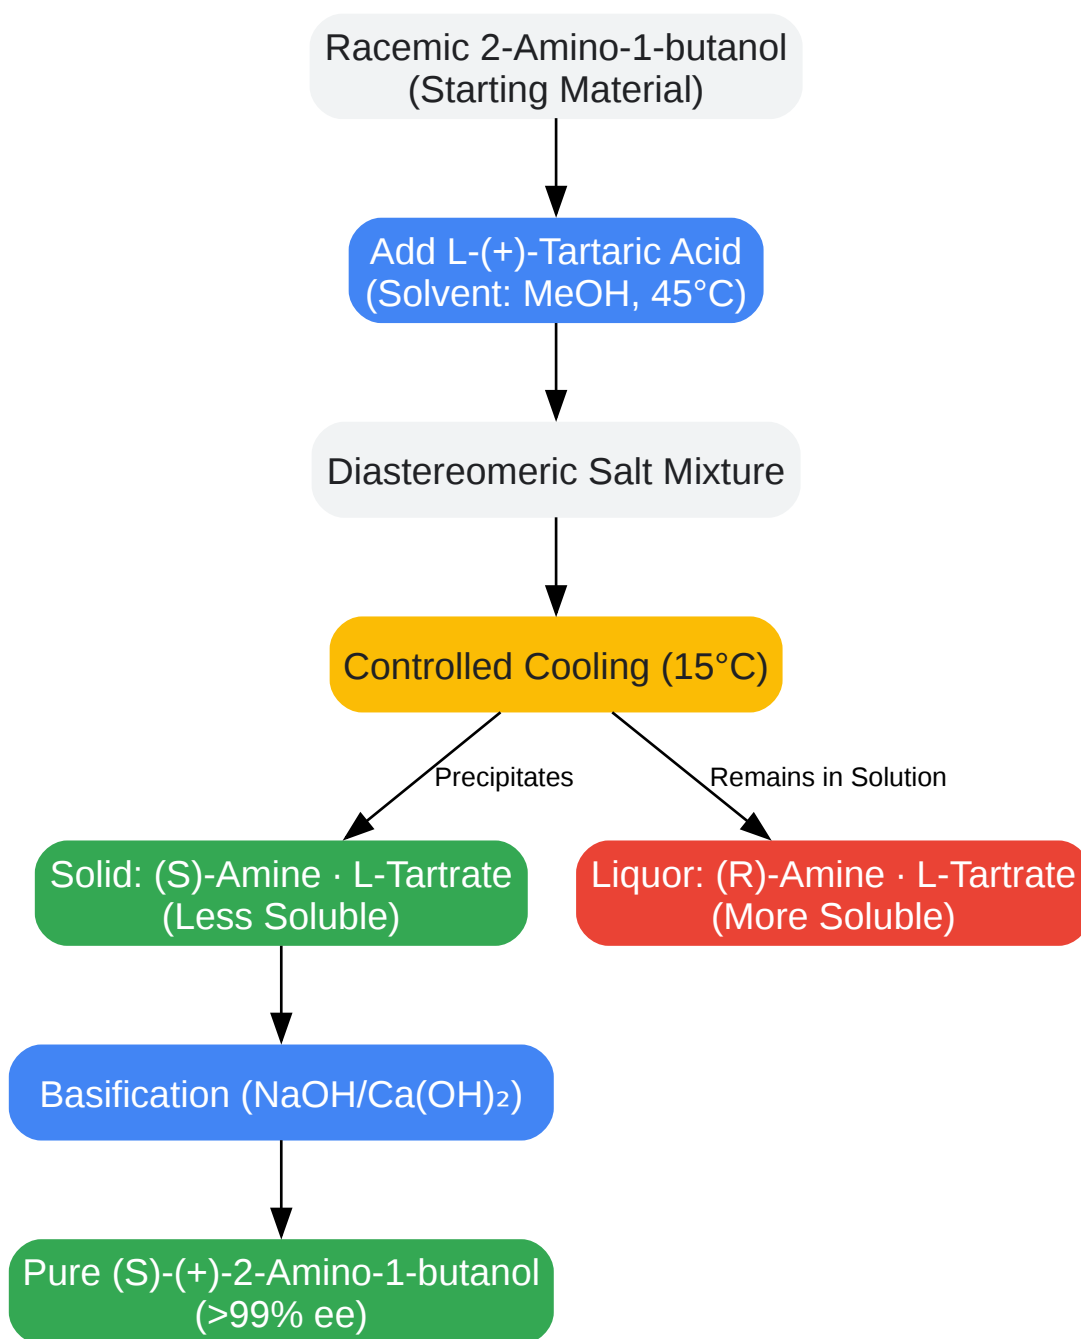 Racemic 2-Amino-1-butanol
(Starting Material)
Add L-(+)-Tartaric Acid
(Solvent: MeOH, 45°C)
Diastereomeric Salt Mixture
Controlled Cooling (15°C)
Precipitates
Remains in Solution
Solid: (S)-Amine · L-Tartrate
(Less Soluble)
Liquor: (R)-Amine · L-Tartrate
(More Soluble)
Basification (NaOH/Ca(OH)₂)
Pure (S)-(+)-2-Amino-1-butanol
(>99% ee)